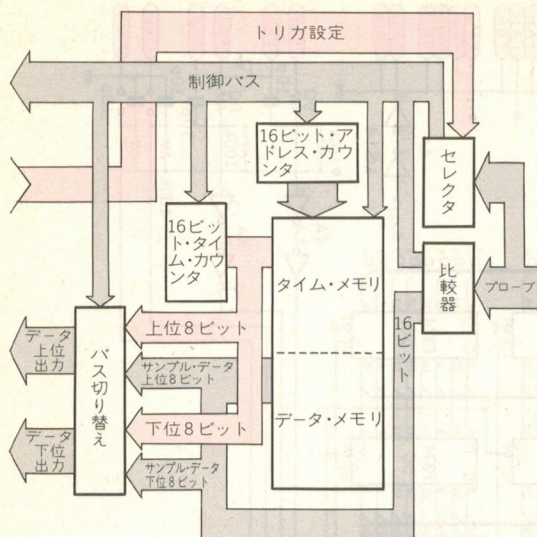 トリガ設定
制御バス
16ビット・ア
ドレス・カウ
ンタ
セレクタ
16ビッ
ト・タイ
ム・カウ
ンタ
タイム・メモリ
比較器
プローブ
16ビット
上位8ビット
データ
上位
出力
バス切り替え
サンプル・データ
上位8ビット
下位8ビット
データ・メモリ
データ
下位
出力
サンプル・データ
下位8ビット